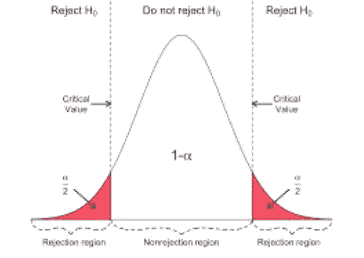 Reject H₀
Do not reject H₀
Reject H₀
Critical
Value
Critical
Value
1-α
α
2
α
2
Rejection region
Nonrejection region
Rejection region